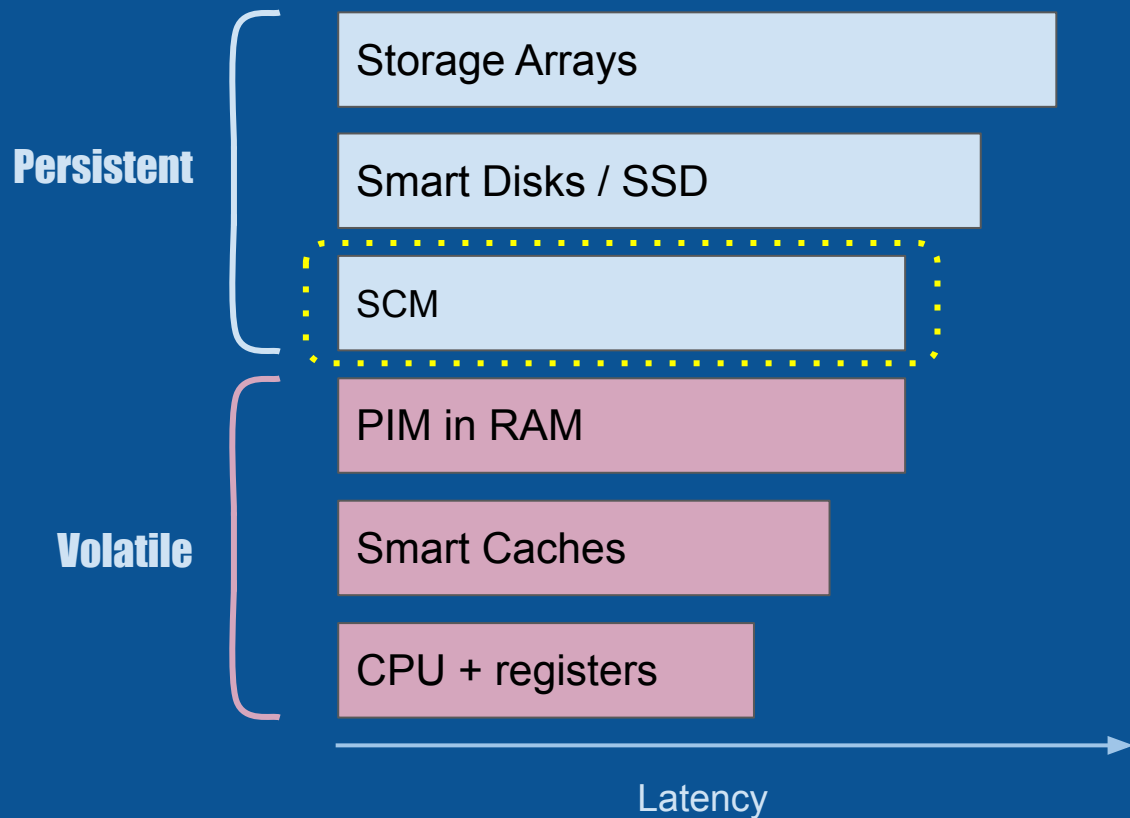 Storage Arrays
Persistent
Smart Disks / SSD
SCM
PIM in RAM
Volatile
Smart Caches
CPU + registers
Latency